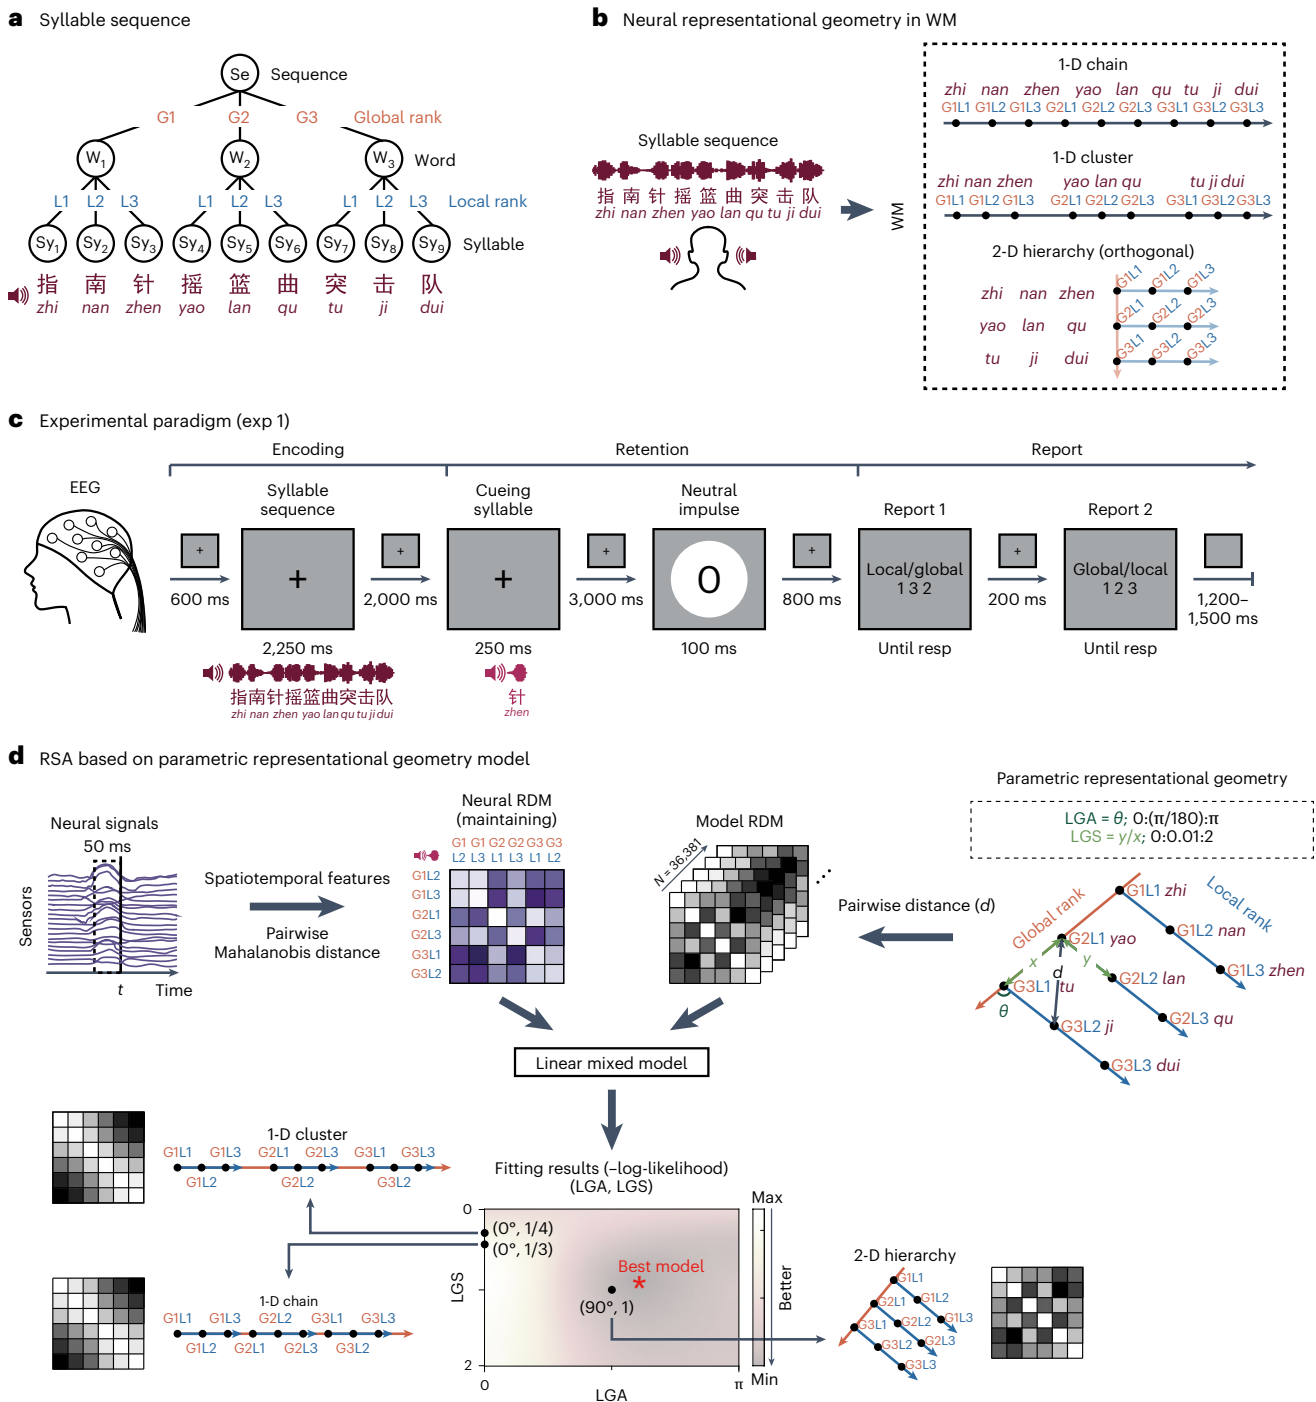 a Syllable sequence
Se Sequence
G1 G2 G3 Global rank
W1 W2 W3 Word
L1 L2 L3 L1 L2 L3 L1 L2 L3 Local rank
Sy1 Sy2 Sy3 Sy4 Sy5 Sy6 Sy7 Sy8 Sy9 Syllable
指 南 针 摇 篮 曲 突 击 队
zhi nan zhen yao lan qu tu ji dui
b Neural representational geometry in WM
Syllable sequence
指 南 针 摇 篮 曲 突 击 队
zhi nan zhen yao lan qu tu ji dui
WM
1-D chain
zhi nan zhen yao lan qu tu ji dui
G1L1 G1L2 G1L3 G2L1 G2L2 G2L3 G3L1 G3L2 G3L3
1-D cluster
zhi nan zhen yao lan qu tu ji dui
G1L1 G1L2 G1L3 G2L1 G2L2 G2L3 G3L1 G3L2 G3L3
2-D hierarchy (orthogonal)
zhi nan zhen G1L1 G1L2 G1L3
yao lan qu G2L1 G2L2 G2L3
tu ji dui G3L1 G3L2 G3L3
c Experimental paradigm (exp 1)
Encoding Retention Report
EEG
Syllable
sequence
Cueing
syllable
Neutral
impulse
Report 1
Report 2
+ + + + + 0 + +
Local/global
1 3 2
Global/local
1 2 3
600 ms 2,000 ms 3,000 ms 800 ms 200 ms 1,200–
1,500 ms
2,250 ms 250 ms 100 ms Until resp Until resp
指南针摇篮曲突击队
zhi nan zhen yao lan qu tu ji dui
针
zhen
d RSA based on parametric representational geometry model
Neural signals
50 ms
Sensors
t Time
Spatiotemporal features
Pairwise
Mahalanobis distance
Neural RDM
(maintaining)
G1 G1 G2 G2 G3 G3
L2 L3 L1 L3 L1 L2
G1L2
G1L3
G2L1
G2L3
G3L1
G3L2
Model RDM
N = 36,381
...
Pairwise distance (d)
Parametric representational geometry
LGA = θ; 0:(π/180):π
LGS = y/x; 0:0.01:2
Global rank
Local rank
G1L1 zhi
G1L2 nan
G1L3 zhen
G2L1 yao
G2L2 lan
G2L3 qu
G3L1 tu
G3L2 ji
G3L3 dui
x y
d
θ
Linear mixed model
1-D cluster
G1L1 G1L3 G2L1 G2L3 G3L1 G3L3
G1L2 G2L2 G3L2
1-D chain
G1L1 G1L3 G2L2 G3L1 G3L3
G1L2 G2L1 G2L3 G3L2
Fitting results (–log-likelihood)
(LGA, LGS)
0
(0°, 1/4)
(0°, 1/3)
Best model
*
(90°, 1)
LGS
2
0 π
LGA
Max
Better
Min
2-D hierarchy
G1L1
G1L2
G1L3
G2L1
G2L2
G2L3
G3L1
G3L2
G3L3